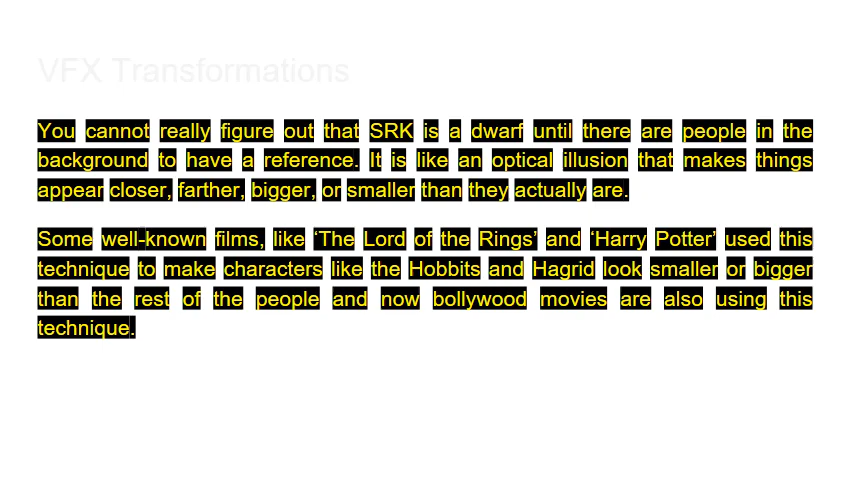 VFX Transformations
You cannot really figure out that SRK is a dwarf until there are people in the
background to have a reference. It is like an optical illusion that makes things
appear closer, farther, bigger, or smaller than they actually are.
Some well-known films, like ‘The Lord of the Rings’ and ‘Harry Potter’ used this
technique to make characters like the Hobbits and Hagrid look smaller or bigger
than the rest of the people and now bollywood movies are also using this
technique.